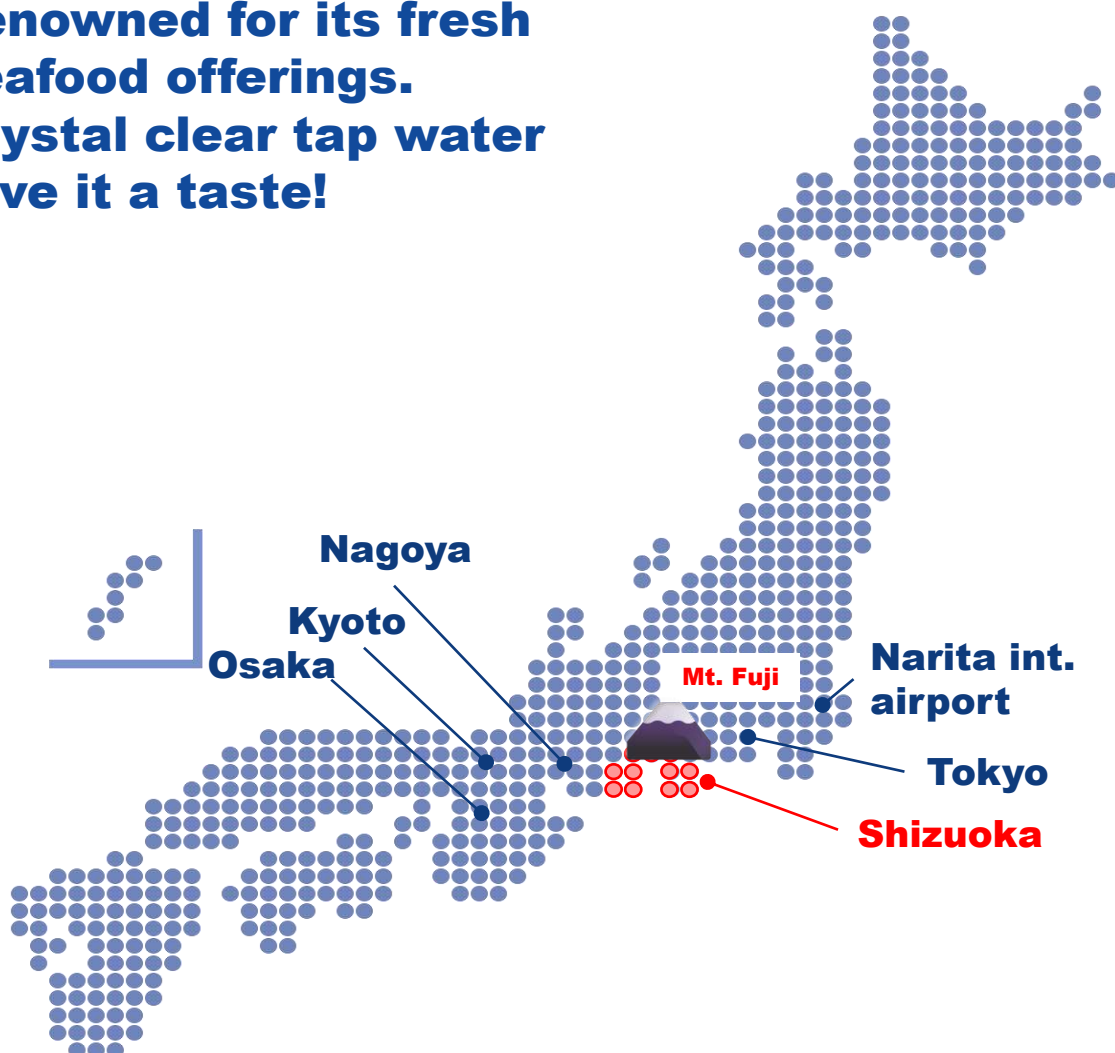 enowned for its fresh
eafood offerings.
ystal clear tap water
ve it a taste!
Nagoya
Kyoto
Osaka
Mt. Fuji
Narita int.
airport
Tokyo
Shizuoka